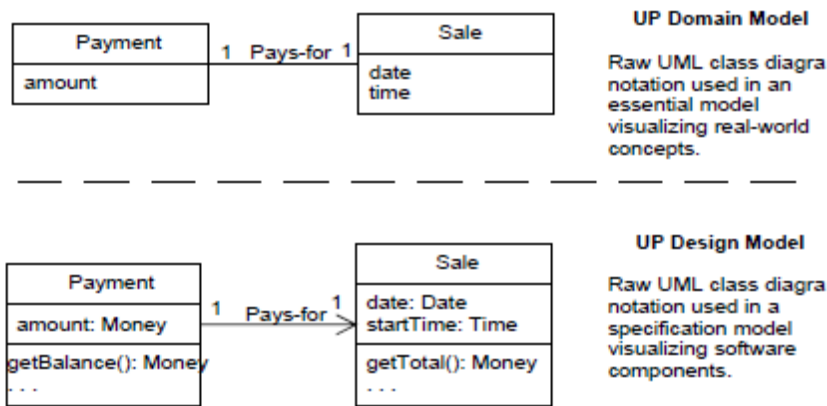 Payment
amount
1 Pays-for 1
Sale
date
time
UP Domain Model
Raw UML class diagra
notation used in an
essential model
visualizing real-world
concepts.
Payment
amount: Money
getBalance(): Money
. . .
1 Pays-for 1
Sale
date: Date
startTime: Time
getTotal(): Money
. . .
UP Design Model
Raw UML class diagra
notation used in a
specification model
visualizing software
components.